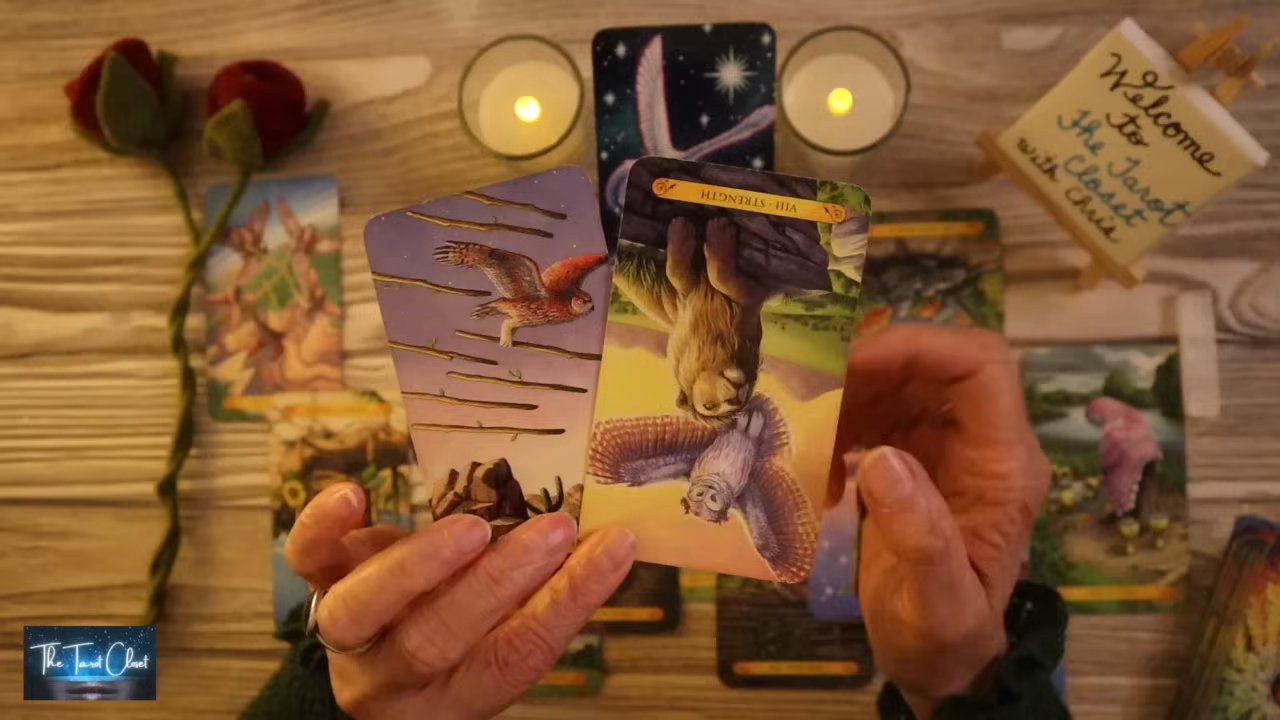 Welcome
to
The Tarot
Closet
with Chris
VIII - STRENGTH
The Tarot Closet